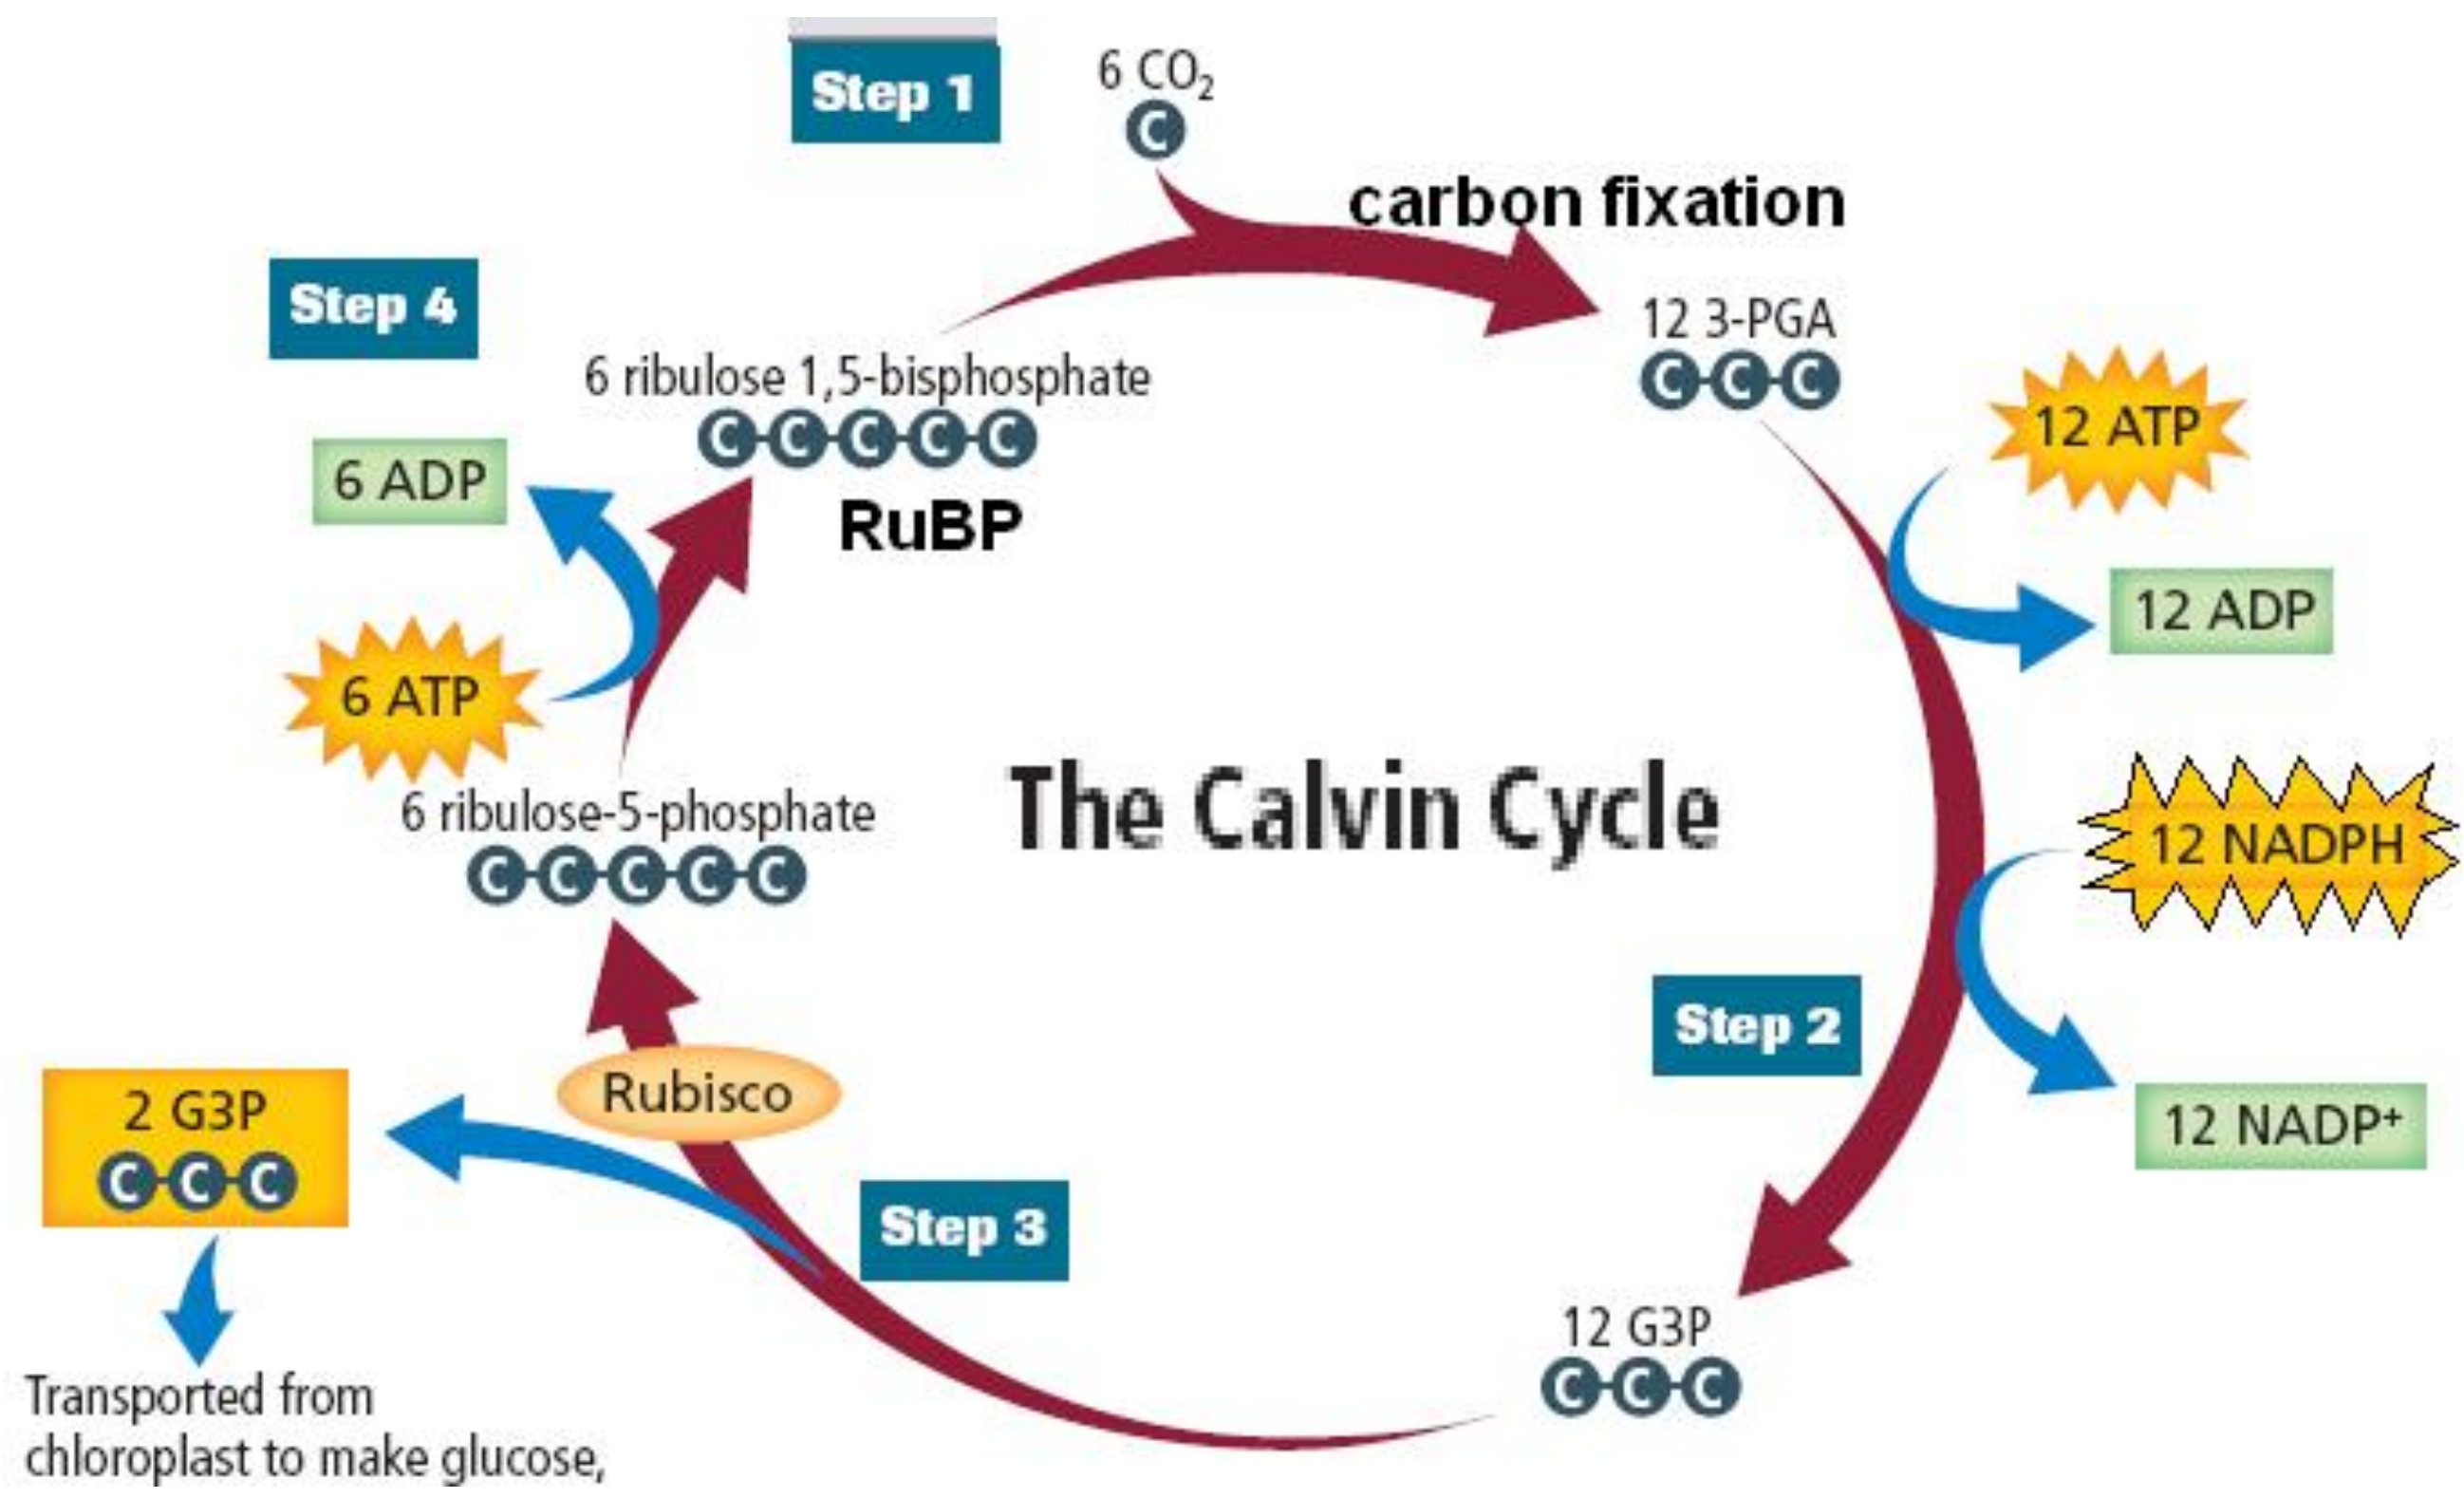 Step 1
6 CO₂
C
carbon fixation
12 3-PGA
C-C-C
12 ATP
12 ADP
12 NADPH
12 NADP⁺
Step 2
12 G3P
C-C-C
Step 3
Rubisco
2 G3P
C-C-C
Transported from
chloroplast to make glucose,
6 ribulose-5-phosphate
C-C-C-C-C
6 ATP
6 ADP
Step 4
6 ribulose 1,5-bisphosphate
C-C-C-C-C
RuBP
The Calvin Cycle